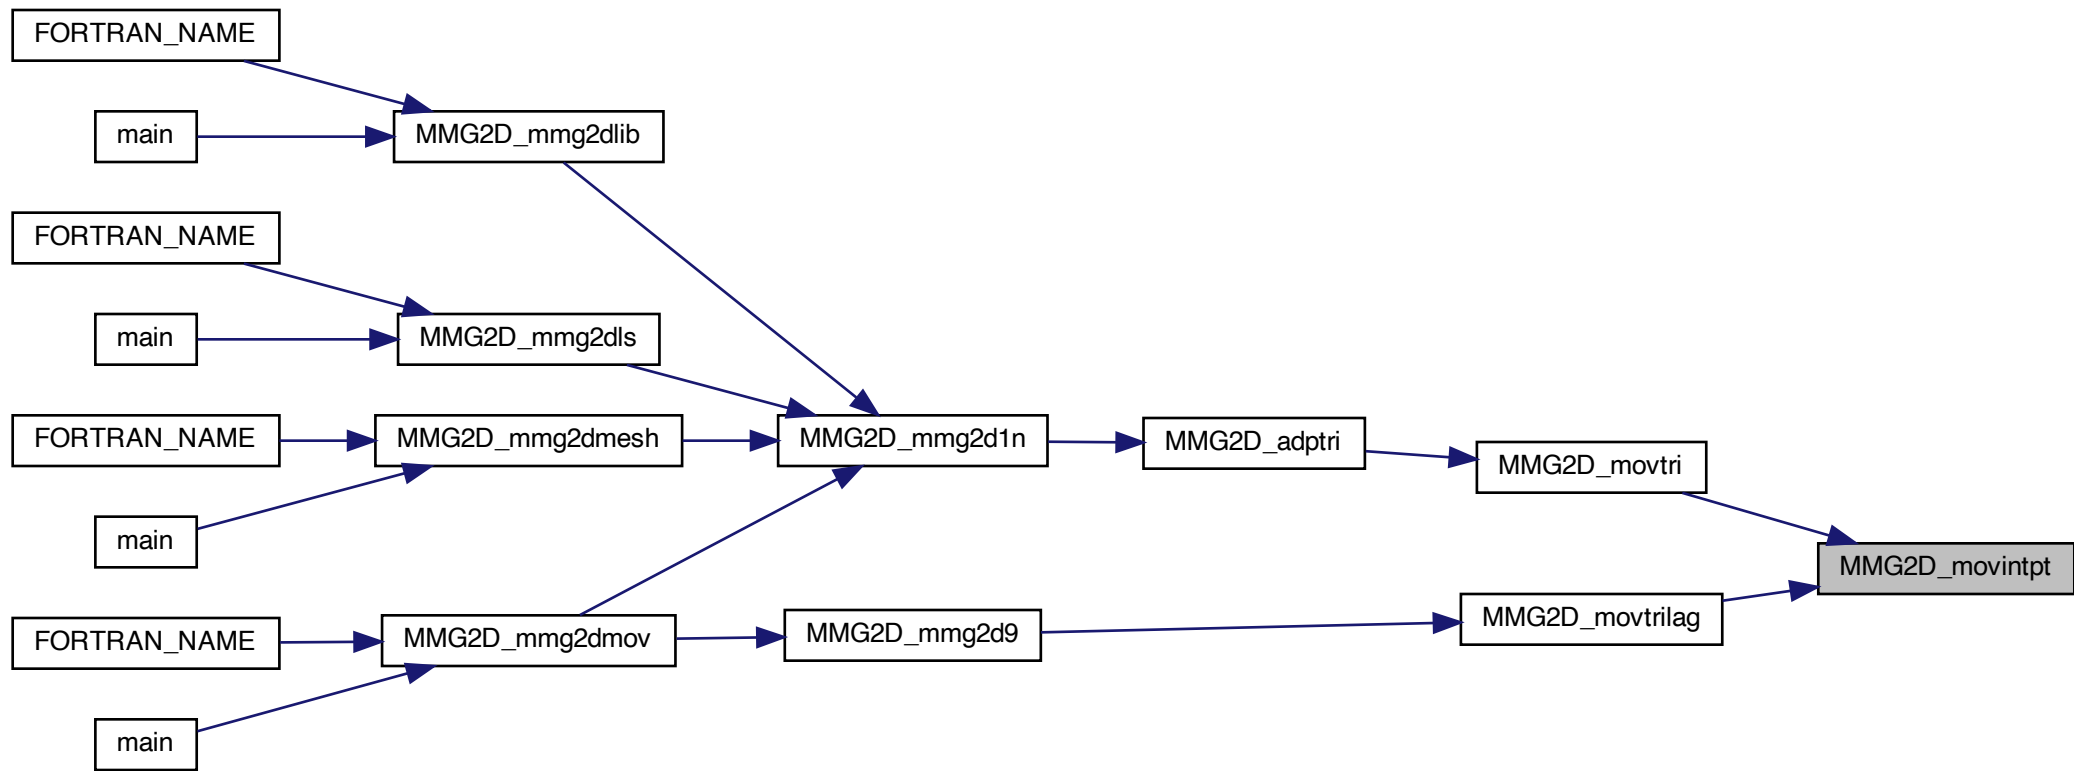 FORTRAN_NAME
main
MMG2D_mmg2dlib
FORTRAN_NAME
main
MMG2D_mmg2dls
FORTRAN_NAME
MMG2D_mmg2dmesh
MMG2D_mmg2d1n
MMG2D_adptri
MMG2D_movtri
main
MMG2D_movintpt
FORTRAN_NAME
MMG2D_mmg2dmov
MMG2D_mmg2d9
MMG2D_movtrilag
main